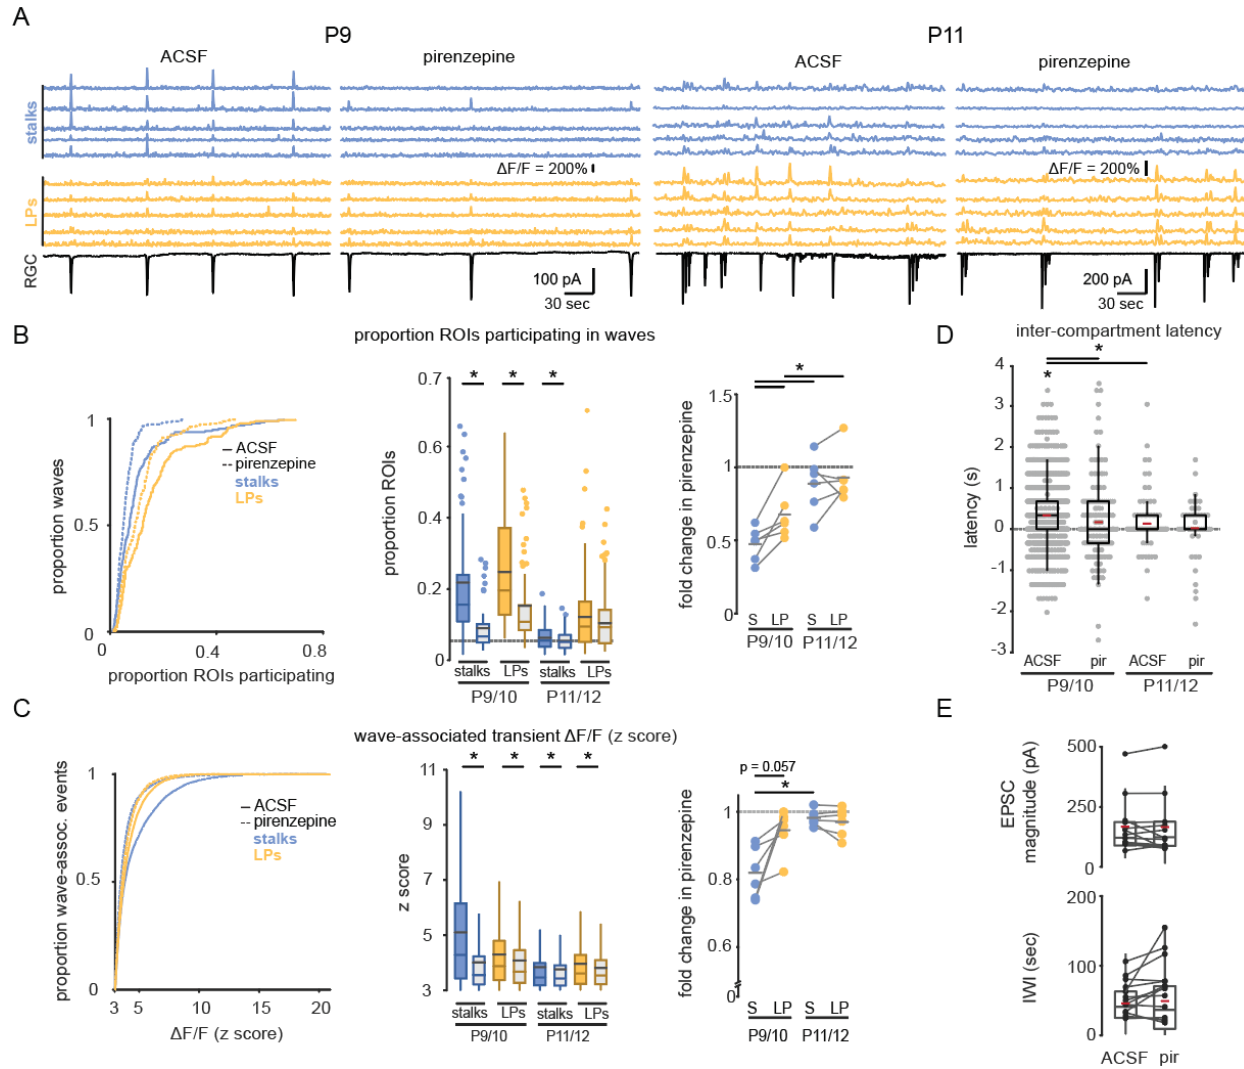 A
P9
P11
ACSF
pirenzepine
ACSF
pirenzepine
stalks
ΔF/F = 200%
ΔF/F = 200%
LPs
RGC
100 pA
30 sec
200 pA
30 sec
B
proportion ROIs participating in waves
proportion waves
1
0.5
0
0
0.4
0.8
proportion ROIs participating
ACSF
pirenzepine
stalks
LPs
proportion ROIs
0.7
0.6
0.4
0.2
0
* * *
stalks LPs stalks LPs
P9/10 P11/12
fold change in pirenzepine
1.5
1
0.5
0
*
S LP S LP
P9/10 P11/12
D
inter-compartment latency
latency (s)
4
3
2
1
0
-1
-2
-3
*
*
ACSF pir ACSF pir
P9/10 P11/12
C
wave-associated transient ΔF/F (z score)
proportion wave-assoc. events
1
0.5
0
3 5 10 15 20
ΔF/F (z score)
ACSF
pirenzepine
stalks
LPs
z score
11
9
7
5
3
* * * *
stalks LPs stalks LPs
P9/10 P11/12
fold change in pirenzepine
p = 0.057
*
1
0.8
0.6
0
S LP S LP
P9/10 P11/12
E
EPSC
magnitude (pA)
500
250
0
IWI (sec)
200
100
0
ACSF pir